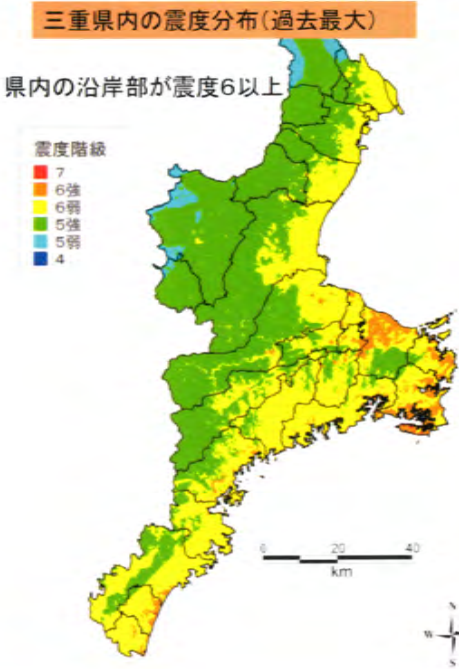 三重県内の震度分布(過去最大)
県内の沿岸部が震度6以上
震度階級
7
6強
6弱
5強
5弱
4
0 20 40
km
N
W
S